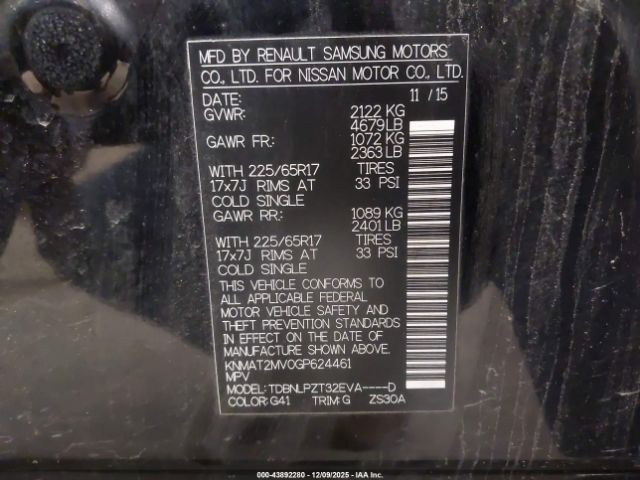 MFD BY RENAULT SAMSUNG MOTORS
CO., LTD. FOR NISSAN MOTOR CO., LTD.
DATE: 11 / 15
GVWR: 2122 KG
4679 LB
GAWR FR: 1072 KG
2363 LB
WITH 225/65R17 TIRES
17x7J RIMS AT 33 PSI
COLD SINGLE
GAWR RR: 1089 KG
2401 LB
WITH 225/65R17 TIRES
17x7J RIMS AT 33 PSI
COLD SINGLE
THIS VEHICLE CONFORMS TO
ALL APPLICABLE FEDERAL
MOTOR VEHICLE SAFETY AND
THEFT PREVENTION STANDARDS
IN EFFECT ON THE DATE OF
MANUFACTURE SHOWN ABOVE.
KNMAT2MV0GP624461
MPV
MODEL: TDBNLPZT32EVA----D
COLOR: G41 TRIM: G ZS30A
000-43892280 - 12/09/2025 - IAA Inc.